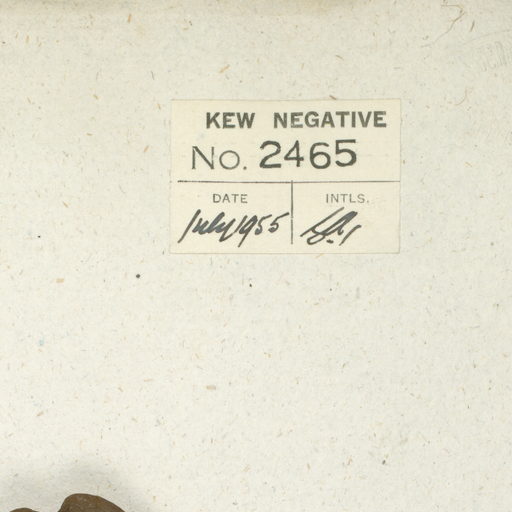 KEW NEGATIVE
No. 2465
DATE INTLS.
July 1955